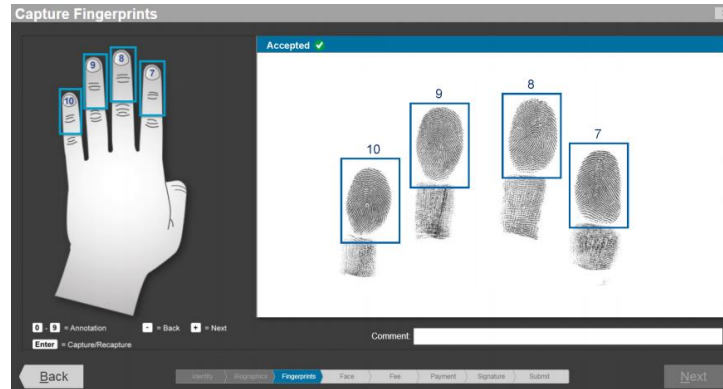 Capture Fingerprints
Accepted
10
9
8
7
10
9
8
7
0 - 9 = Annotation - = Back + = Next
Enter = Capture/Recapture
Comment:
Back
Identity Biographics Fingerprints Face Fee Payment Signature Submit
Next